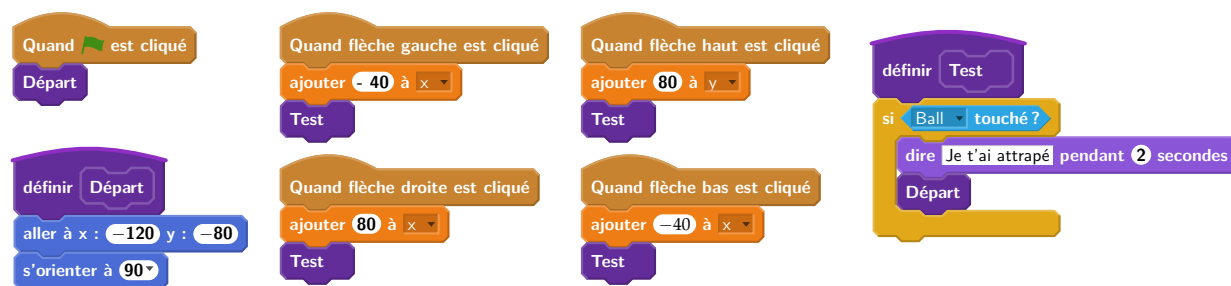 Quand est cliqué
Départ
définir Départ
aller à x : −120 y : −80
s'orienter à 90
Quand flèche gauche est cliqué
ajouter - 40 à x
Test
Quand flèche droite est cliqué
ajouter 80 à x
Test
Quand flèche haut est cliqué
ajouter 80 à y
Test
Quand flèche bas est cliqué
ajouter −40 à x
Test
définir Test
si Ball touché ?
dire Je t'ai attrapé pendant 2 secondes
Départ